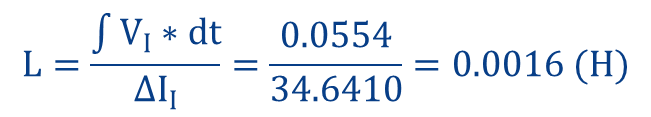 L = ∫ V_I * dt / ΔI_I = 0.0554 / 34.6410 = 0.0016 (H)